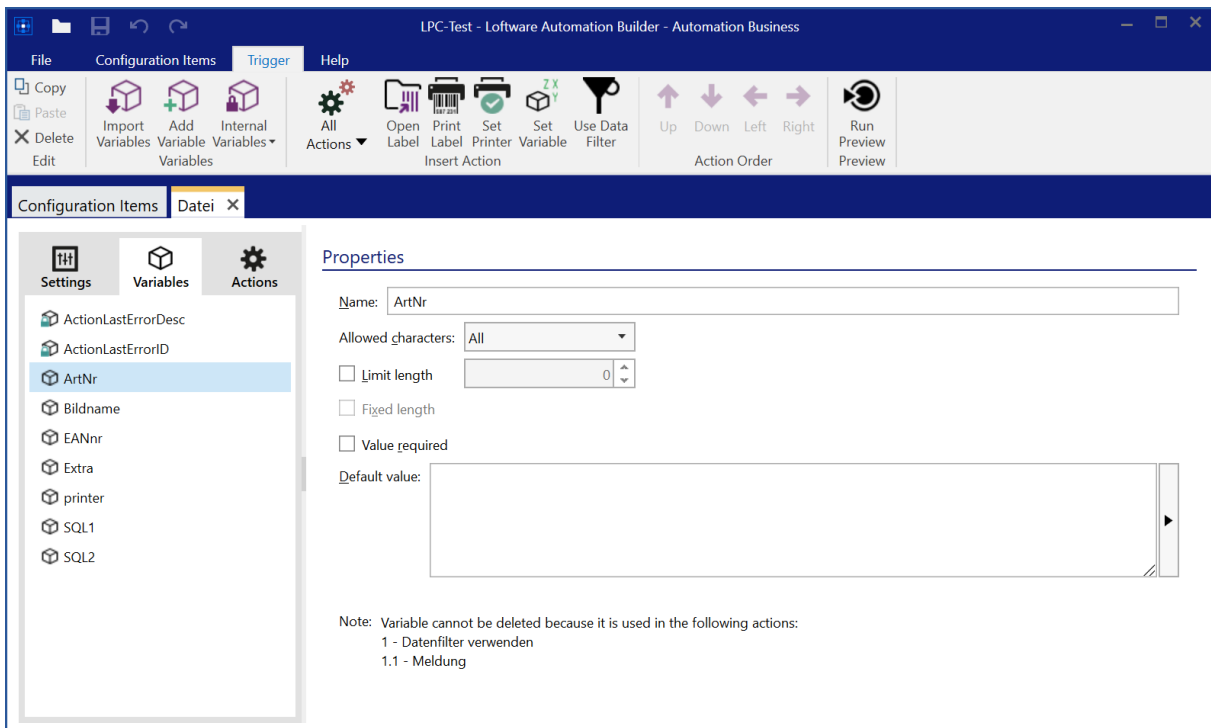 LPC-Test - Loftware Automation Builder - Automation Business
File Configuration Items Trigger Help
Copy
Paste
Delete
Edit
Import Variables
Add Variable
Internal Variables
Variables
All Actions
Open Label
Print Label
Set Printer
Z X
Y
Set Variable
Use Data Filter
Insert Action
Up Down Left Right
Action Order
Run Preview
Preview
Configuration Items Datei
Settings Variables Actions
ActionLastErrorDesc
ActionLastErrorID
ArtNr
Bildname
EANnr
Extra
printer
SQL1
SQL2
Properties
Name: ArtNr
Allowed characters: All
Limit length 0
Fixed length
Value required
Default value:
Note: Variable cannot be deleted because it is used in the following actions:
1 - Datenfilter verwenden
1.1 - Meldung